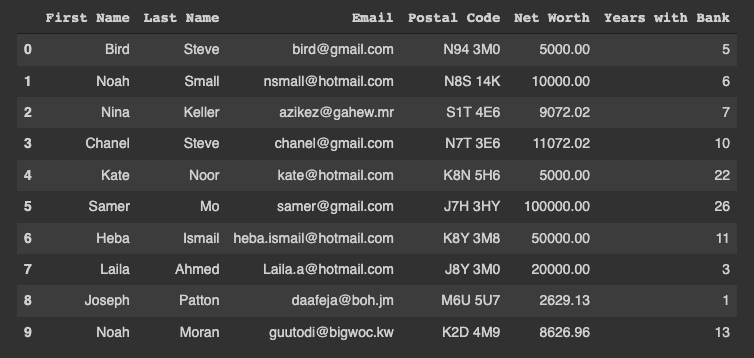 First Name Last Name Email Postal Code Net Worth Years with Bank
0 Bird Steve bird@gmail.com N94 3M0 5000.00 5
1 Noah Small nsmall@hotmail.com N8S 14K 10000.00 6
2 Nina Keller azikez@gahew.mr S1T 4E6 9072.02 7
3 Chanel Steve chanel@gmail.com N7T 3E6 11072.02 10
4 Kate Noor kate@hotmail.com K8N 5H6 5000.00 22
5 Samer Mo samer@gmail.com J7H 3HY 100000.00 26
6 Heba Ismail heba.ismail@hotmail.com K8Y 3M8 50000.00 11
7 Laila Ahmed Laila.a@hotmail.com J8Y 3M0 20000.00 3
8 Joseph Patton daafeja@boh.jm M6U 5U7 2629.13 1
9 Noah Moran guutodi@bigwoc.kw K2D 4M9 8626.96 13